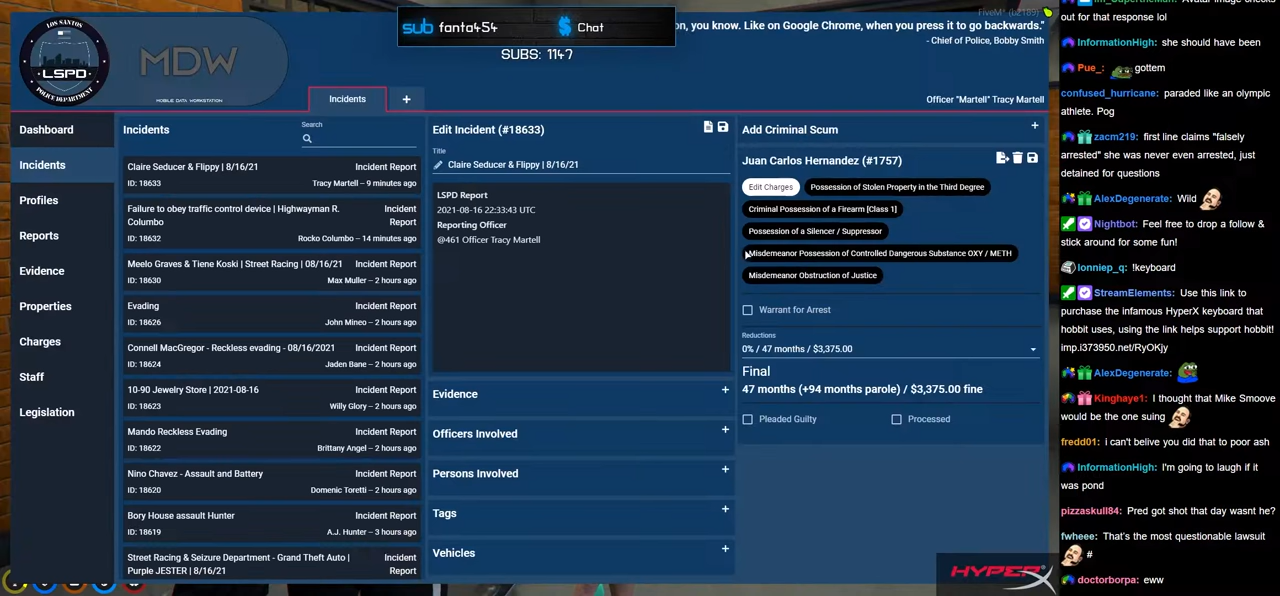 LOS SANTOS
LSPD
POLICE DEPARTMENT
MDW
MOBILE DATA WORKSTATION
sub fanta454
Chat
SUBS: 1147
FiveM® (b2189)
on, you know. Like on Google Chrome, when you press it to go backwards."
- Chief of Police, Bobby Smith
Incidents
+
Officer "Martell" Tracy Martell
Dashboard
Incidents
Profiles
Reports
Evidence
Properties
Charges
Staff
Legislation
Incidents
Search
Claire Seducer & Flippy | 8/16/21
Incident Report
ID: 18633
Tracy Martell – 9 minutes ago
Failure to obey traffic control device | Highwayman R.
Columbo
Incident
Report
ID: 18632
Rocko Columbo – 14 minutes ago
Meelo Graves & Tiene Koski | Street Racing | 08/16/21
Incident Report
ID: 18630
Max Muller – 2 hours ago
Evading
Incident Report
ID: 18626
John Mineo – 2 hours ago
Connell MacGregor - Reckless evading - 08/16/2021
Incident Report
ID: 18624
Jaden Bane – 2 hours ago
10-90 Jewelry Store | 2021-08-16
Incident Report
ID: 18623
Willy Glory – 2 hours ago
Mando Reckless Evading
Incident Report
ID: 18622
Brittany Angel – 2 hours ago
Nino Chavez - Assault and Battery
Incident Report
ID: 18620
Domenic Toretti – 2 hours ago
Bory House assault Hunter
Incident Report
ID: 18619
A.J. Hunter – 3 hours ago
Street Racing & Seizure Department - Grand Theft Auto |
Purple JESTER | 8/16/21
Incident
Report
Edit Incident (#18633)
Title
Claire Seducer & Flippy | 8/16/21
LSPD Report
2021-08-16 22:33:43 UTC
Reporting Officer
@461 Officer Tracy Martell
Evidence
+
Officers Involved
+
Persons Involved
+
Tags
+
Vehicles
+
Add Criminal Scum
+
Juan Carlos Hernandez (#1757)
Edit Charges
Possession of Stolen Property in the Third Degree
Criminal Possession of a Firearm [Class 1]
Possession of a Silencer / Suppressor
Misdemeanor Possession of Controlled Dangerous Substance OXY / METH
Misdemeanor Obstruction of Justice
Warrant for Arrest
Reductions
0% / 47 months / $3,375.00
Final
47 months (+94 months parole) / $3,375.00 fine
Pleaded Guilty
Processed
HYPERX
out for that response lol
InformationHigh: she should have been
Pue_: gottem
confused_hurricane: paraded like an olympic
athlete. Pog
zacm219: first line claims "falsely
arrested" she was never even arrested, just
detained for questions
AlexDegenerate: Wild
Nightbot: Feel free to drop a follow &
stick around for some fun!
lonniep_q: !keyboard
StreamElements: Use this link to
purchase the infamous HyperX keyboard that
hobbit uses, using the link helps support hobbit!
imp.i373950.net/RyOKjy
AlexDegenerate:
Kinghaye1: I thought that Mike Smoove
would be the one suing
fredd01: i can't belive you did that to poor ash
InformationHigh: I'm going to laugh if it
was pond
pizzaskull84: Pred got shot that day wasnt he?
fwheee: That's the most questionable lawsuit
#
doctorborpa: eww